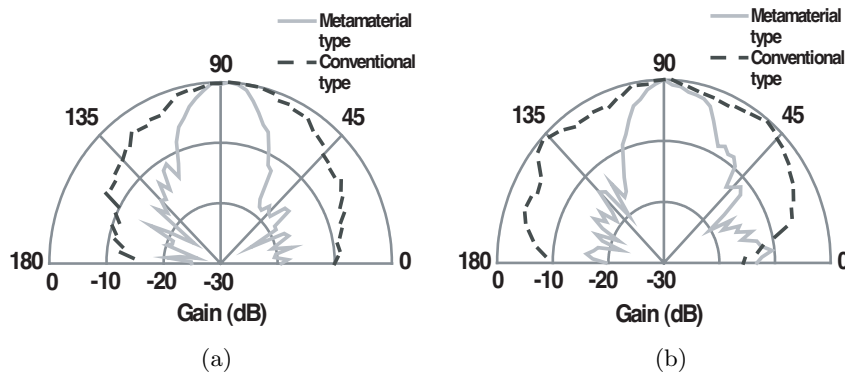 Metamaterial
type
Conventional
type
90
135
45
180
0
0
-10
-20
-30
Gain (dB)
(a)
Metamaterial
type
Conventional
type
90
135
45
180
0
0
-10
-20
-30
Gain (dB)
(b)